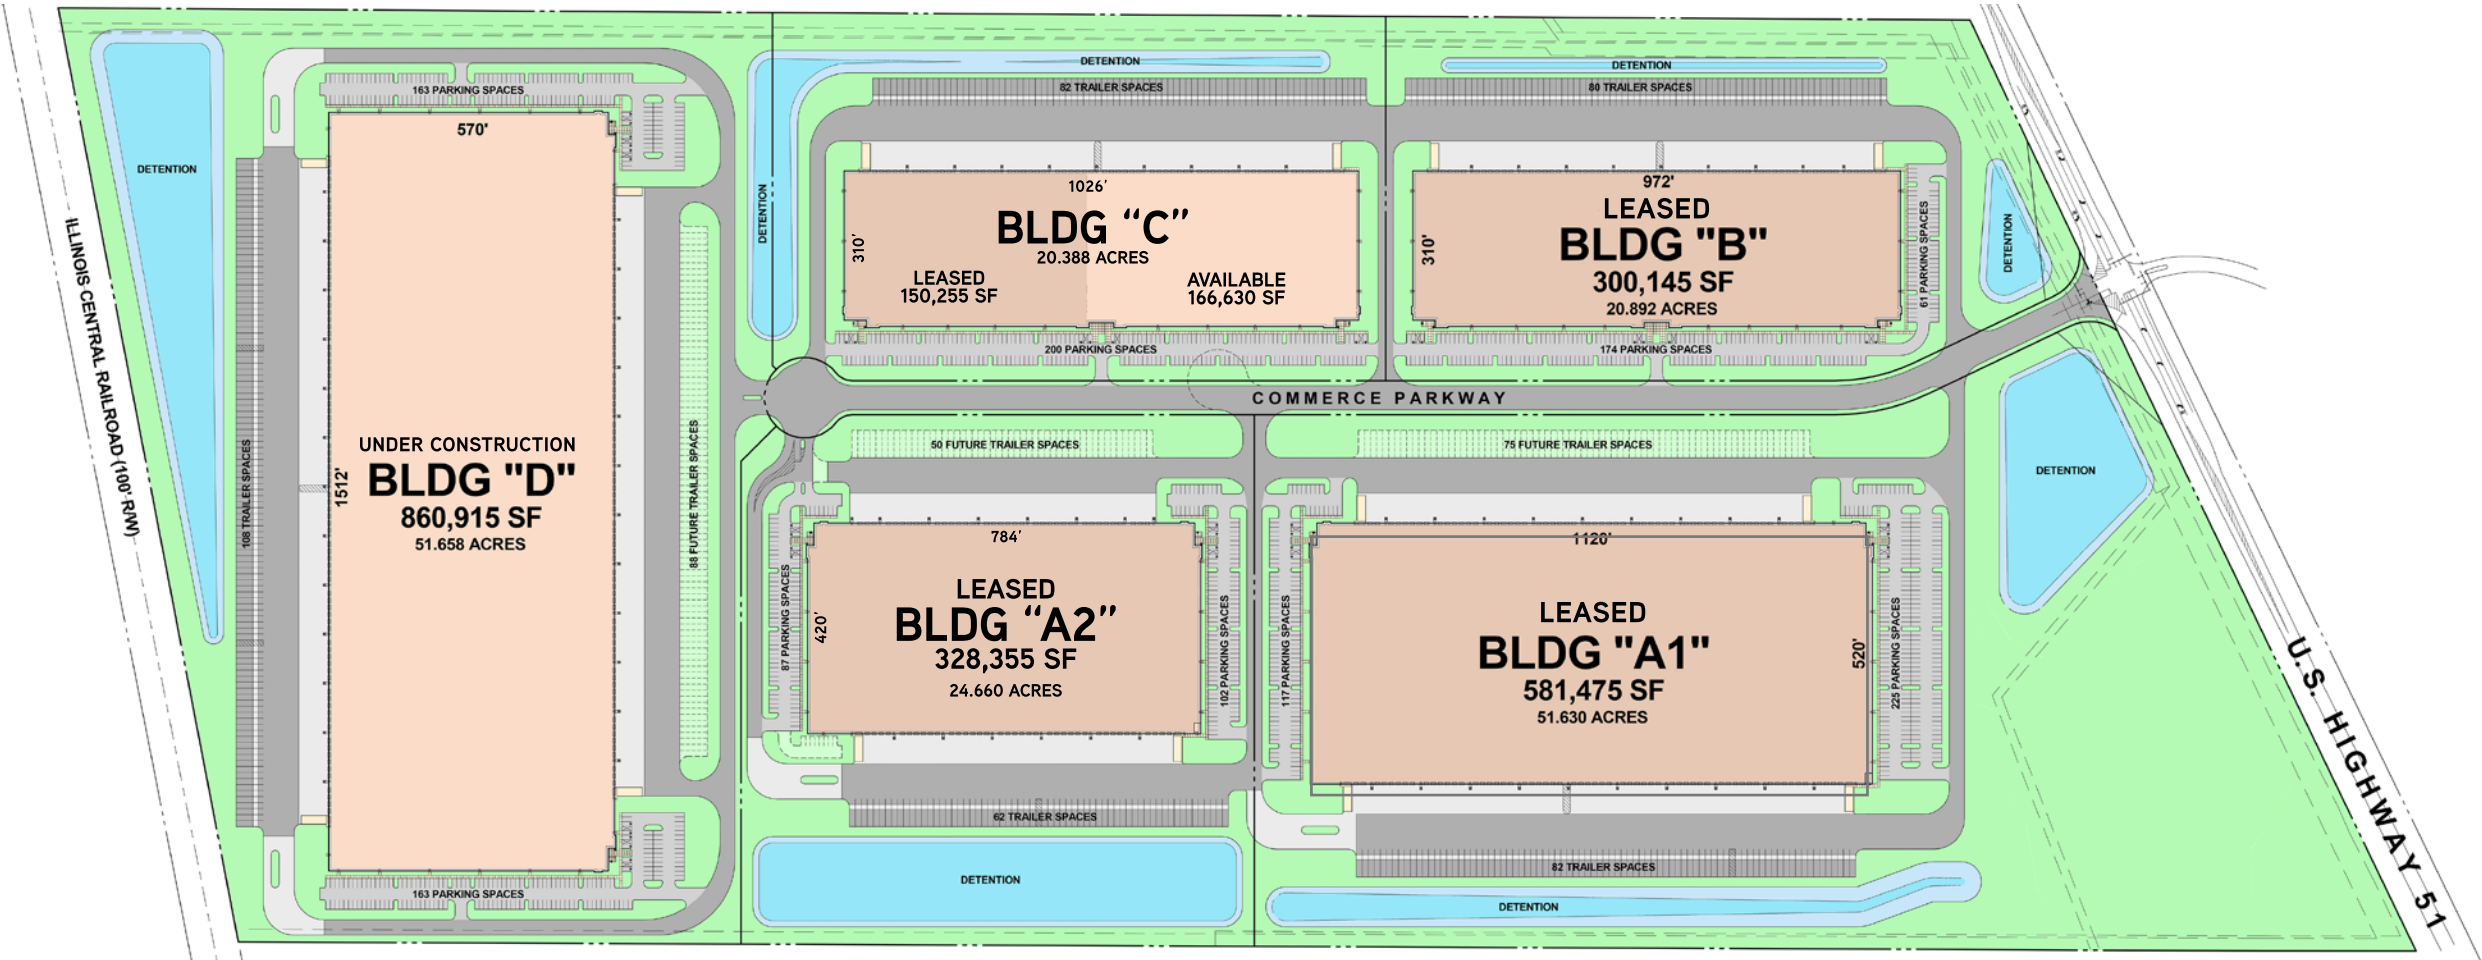 ILLINOIS CENTRAL RAILROAD (100' R/W)
DETENTION
163 PARKING SPACES
570'
108 TRAILER SPACES
1512'
UNDER CONSTRUCTION
BLDG "D"
860,915 SF
51.658 ACRES
88 FUTURE TRAILER SPACES
163 PARKING SPACES
DETENTION
DETENTION
82 TRAILER SPACES
1026'
310'
BLDG “C”
20.388 ACRES
LEASED
150,255 SF
AVAILABLE
166,630 SF
200 PARKING SPACES
DETENTION
80 TRAILER SPACES
972'
310'
LEASED
BLDG "B"
300,145 SF
20.892 ACRES
61 PARKING SPACES
174 PARKING SPACES
DETENTION
COMMERCE PARKWAY
50 FUTURE TRAILER SPACES
784'
87 PARKING SPACES
420'
LEASED
BLDG “A2”
328,355 SF
24.660 ACRES
102 PARKING SPACES
62 TRAILER SPACES
DETENTION
75 FUTURE TRAILER SPACES
1120'
117 PARKING SPACES
LEASED
BLDG "A1"
581,475 SF
51.630 ACRES
520'
225 PARKING SPACES
82 TRAILER SPACES
DETENTION
DETENTION
U.S. HIGHWAY 51